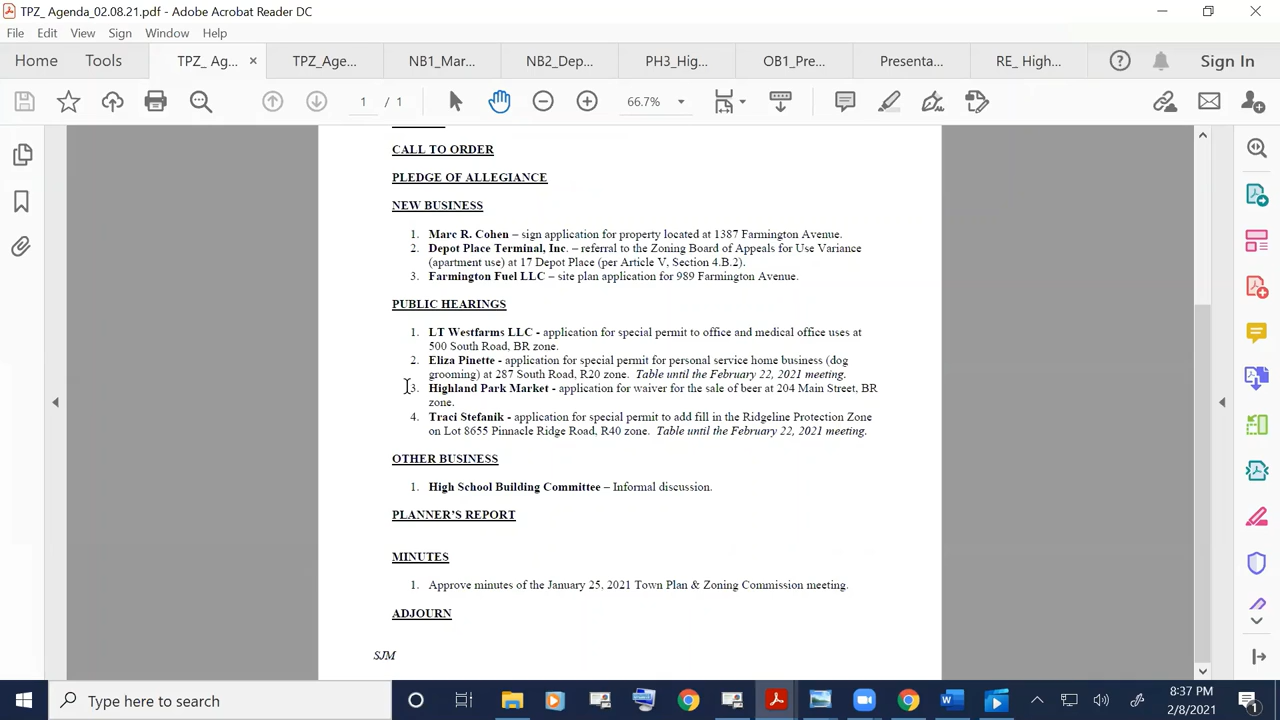 TPZ_ Agenda_02.08.21.pdf - Adobe Acrobat Reader DC
File Edit View Sign Window Help
Home Tools TPZ_ Ag... × TPZ_Age... NB1_Mar... NB2_Dep... PH3_Hig... OB1_Pre... Presenta... RE_ High... Sign In
1 / 1 66.7%
CALL TO ORDER
PLEDGE OF ALLEGIANCE
NEW BUSINESS
1. Marc R. Cohen – sign application for property located at 1387 Farmington Avenue.
2. Depot Place Terminal, Inc. – referral to the Zoning Board of Appeals for Use Variance
(apartment use) at 17 Depot Place (per Article V, Section 4.B.2).
3. Farmington Fuel LLC – site plan application for 989 Farmington Avenue.
PUBLIC HEARINGS
1. LT Westfarms LLC - application for special permit to office and medical office uses at
500 South Road, BR zone.
2. Eliza Pinette - application for special permit for personal service home business (dog
grooming) at 287 South Road, R20 zone. Table until the February 22, 2021 meeting.
3. Highland Park Market - application for waiver for the sale of beer at 204 Main Street, BR
zone.
4. Traci Stefanik - application for special permit to add fill in the Ridgeline Protection Zone
on Lot 8655 Pinnacle Ridge Road, R40 zone. Table until the February 22, 2021 meeting.
OTHER BUSINESS
1. High School Building Committee – Informal discussion.
PLANNER'S REPORT
MINUTES
1. Approve minutes of the January 25, 2021 Town Plan & Zoning Commission meeting.
ADJOURN
SJM
Type here to search
8:37 PM
2/8/2021